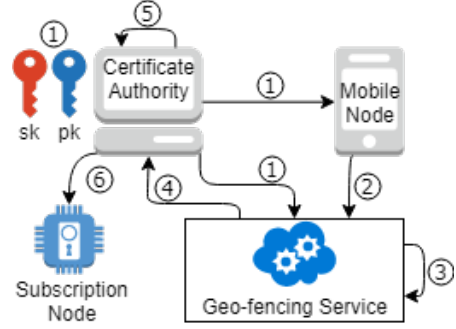 ⑤
①
Certificate
Authority
①
Mobile
Node
sk
pk
①
⑥
④
②
③
Subscription
Node
Geo-fencing Service